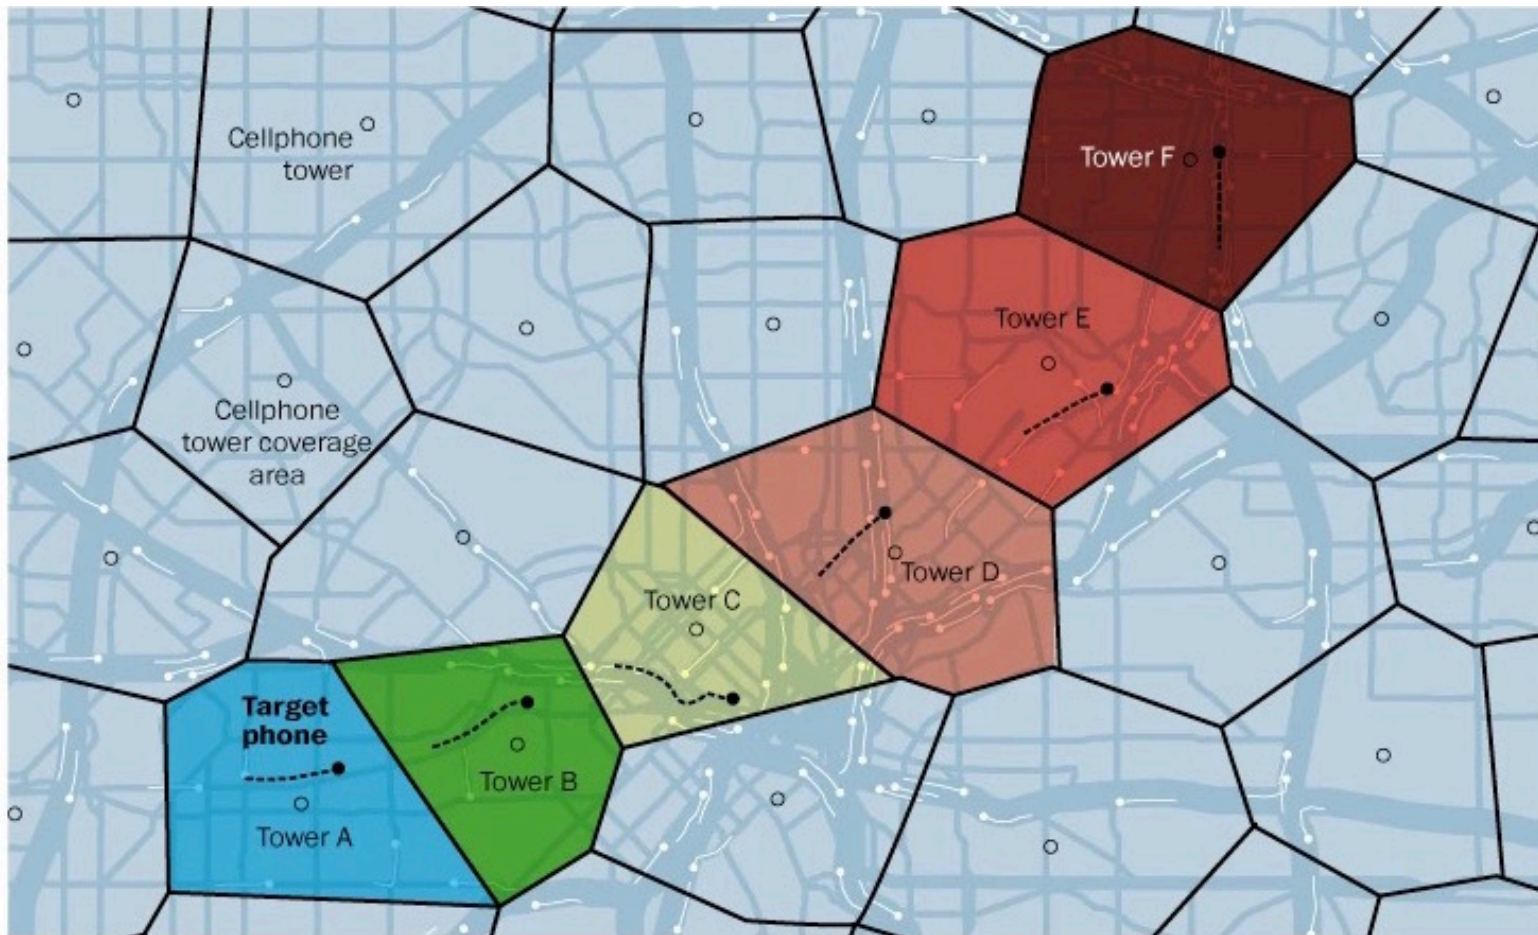 Cellphone
tower
Tower F
Tower E
Cellphone
tower coverage
area
Tower D
Tower C
Target
phone
Tower B
Tower A